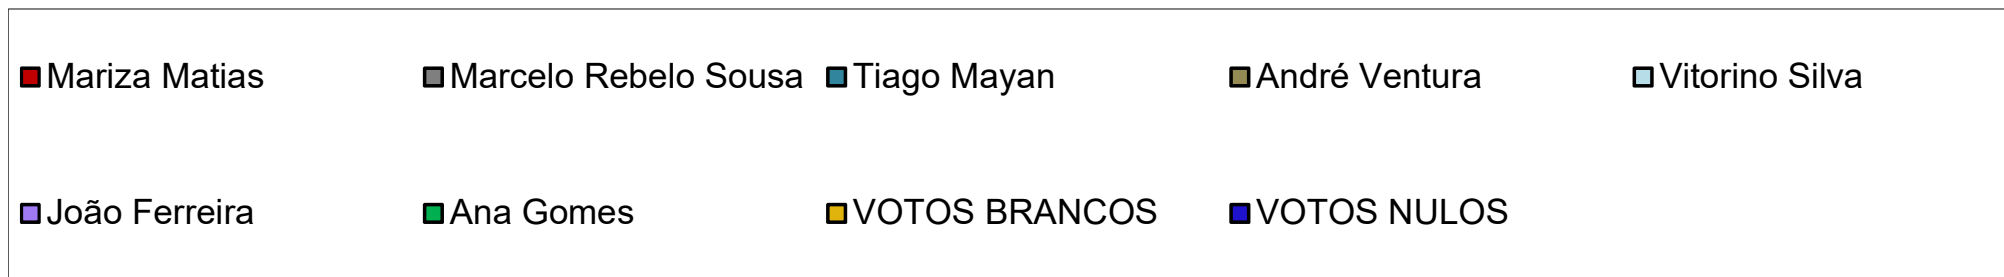 Mariza Matias Marcelo Rebelo Sousa Tiago Mayan André Ventura Vitorino Silva
João Ferreira Ana Gomes VOTOS BRANCOS VOTOS NULOS